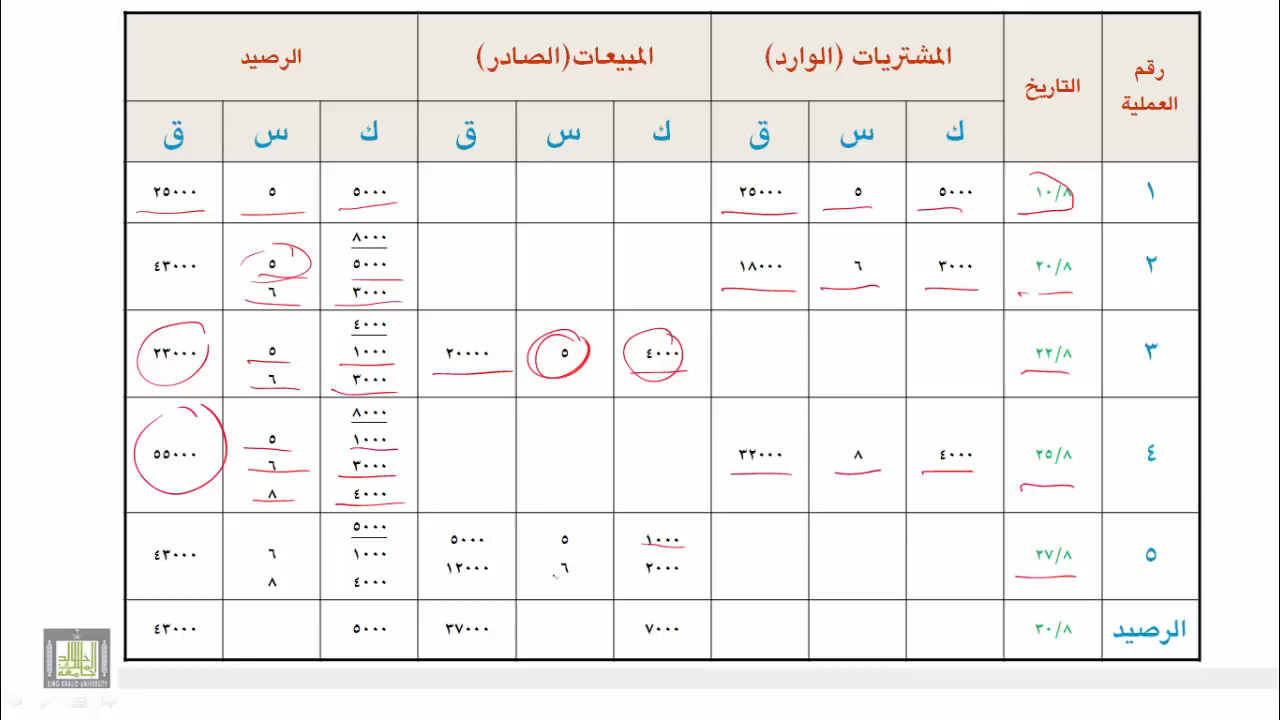 رقم العملية التاريخ المشتريات (الوارد) المبيعات(الصادر) الرصيد
ك س ق ك س ق ك س ق
١ ١٠/٨ ٥٠٠٠ ٥ ٢٥٠٠٠ ٥٠٠٠ ٥ ٢٥٠٠٠
٨٠٠٠
٢ ٢٠/٨ ٣٠٠٠ ٦ ١٨٠٠٠ ٥٠٠٠ ٥ ٤٣٠٠٠
٣٠٠٠ ٦
٤٠٠٠
٣ ٢٢/٨ ٤٠٠٠ ٥ ٢٠٠٠٠ ١٠٠٠ ٥ ٢٣٠٠٠
٣٠٠٠ ٦
٨٠٠٠
١٠٠٠ ٥
٤ ٢٥/٨ ٤٠٠٠ ٨ ٣٢٠٠٠ ٣٠٠٠ ٦ ٥٥٠٠٠
٤٠٠٠ ٨
٥٠٠٠
٥ ٢٧/٨ ١٠٠٠ ٥ ٥٠٠٠ ١٠٠٠ ٦ ٤٣٠٠٠
٢٠٠٠ ٦ ١٢٠٠٠ ٤٠٠٠ ٨
الرصيد ٣٠/٨ ٧٠٠٠ ٣٧٠٠٠ ٥٠٠٠ ٤٣٠٠٠
KING KHALID UNIVERSITY